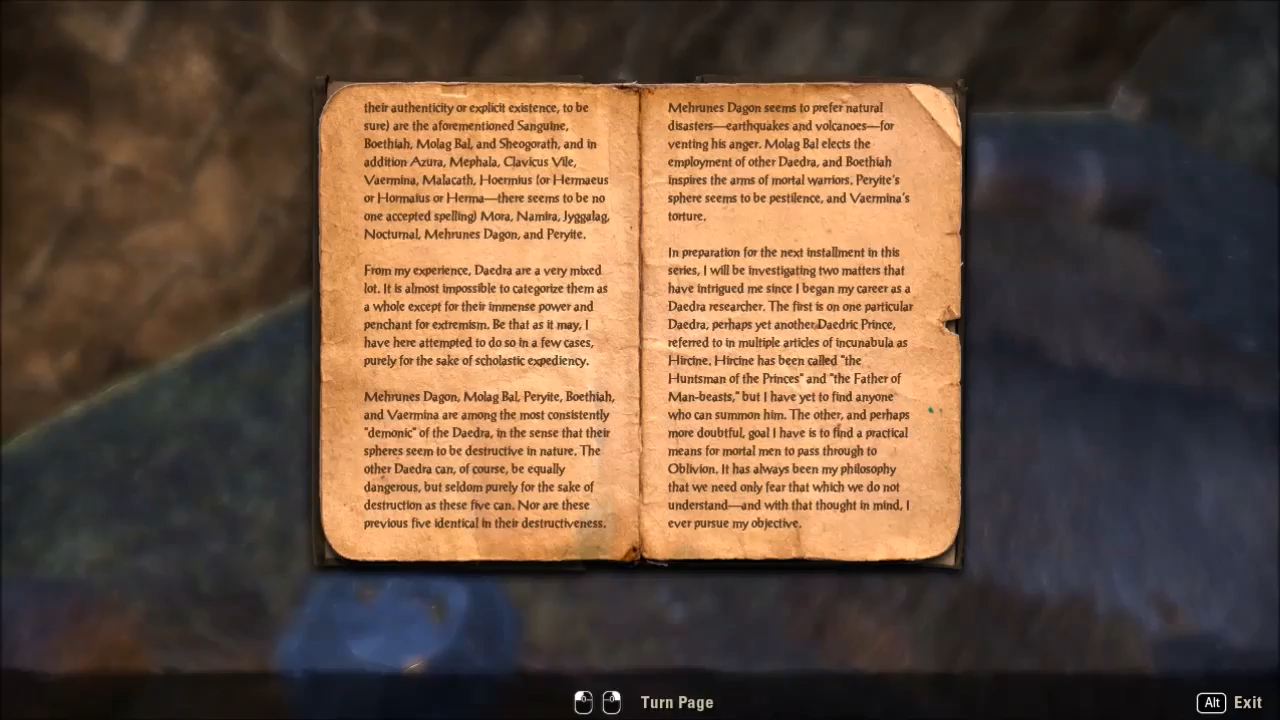 their authenticity or explicit existence, to be
sure) are the aforementioned Sanguine,
Boethiah, Molag Bal, and Sheogorath, and in
addition Azura, Mephala, Clavicus Vile,
Vaermina, Malacath, Hoermius (or Hermaeus
or Hormaius or Herma—there seems to be no
one accepted spelling) Mora, Namira, Jyggalag,
Nocturnal, Mehrunes Dagon, and Peryite.
From my experience, Daedra are a very mixed
lot. It is almost impossible to categorize them as
a whole except for their immense power and
penchant for extremism. Be that as it may, I
have here attempted to do so in a few cases,
purely for the sake of scholastic expediency.
Mehrunes Dagon, Molag Bal, Peryite, Boethiah,
and Vaermina are among the most consistently
"demonic" of the Daedra, in the sense that their
spheres seem to be destructive in nature. The
other Daedra can, of course, be equally
dangerous, but seldom purely for the sake of
destruction as these five can. Nor are these
previous five identical in their destructiveness.
Mehrunes Dagon seems to prefer natural
disasters—earthquakes and volcanoes—for
venting his anger. Molag Bal elects the
employment of other Daedra, and Boethiah
inspires the arms of mortal warriors. Peryite's
sphere seems to be pestilence, and Vaermina's
torture.
In preparation for the next installment in this
series, I will be investigating two matters that
have intrigued me since I began my career as a
Daedra researcher. The first is on one particular
Daedra, perhaps yet another Daedric Prince,
referred to in multiple articles of incunabula as
Hircine. Hircine has been called "the
Huntsman of the Princes" and "the Father of
Man-beasts," but I have yet to find anyone
who can summon him. The other, and perhaps
more doubtful, goal I have is to find a practical
means for mortal men to pass through to
Oblivion. It has always been my philosophy
that we need only fear that which we do not
understand—and with that thought in mind, I
ever pursue my objective.
Turn Page
Alt Exit